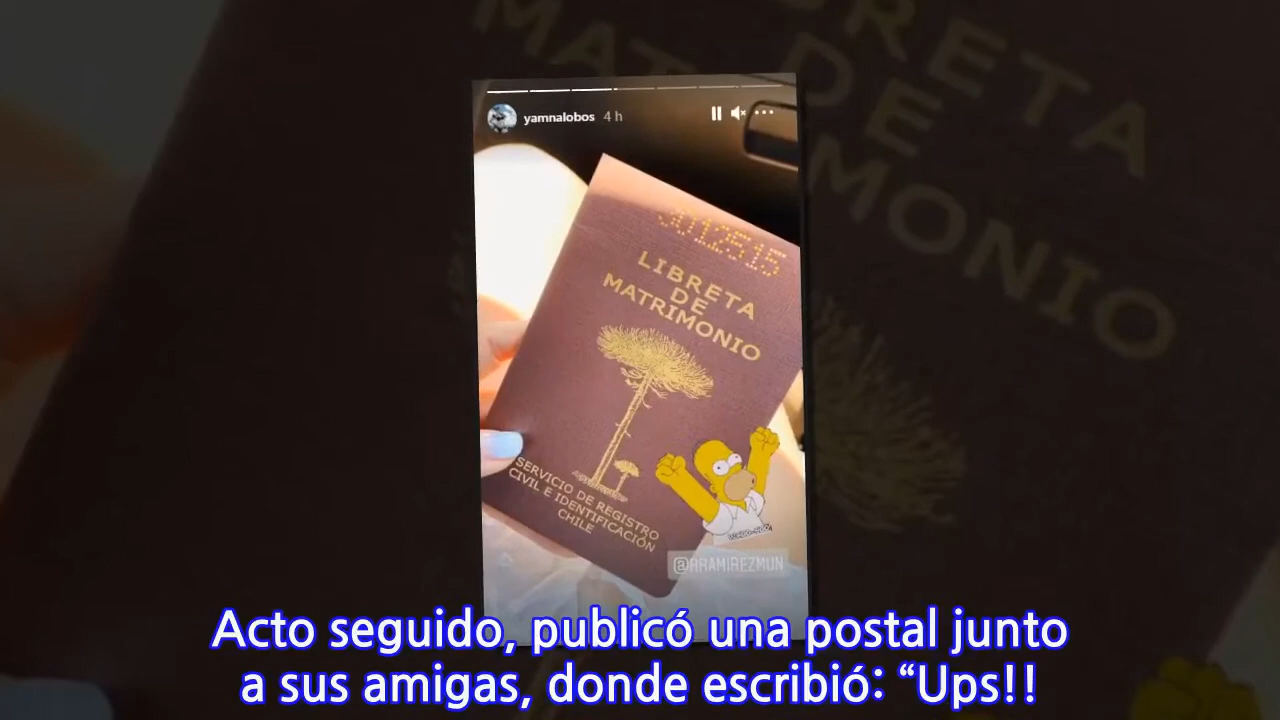 yamnalobos 4 h
3012515
LIBRETA
DE
MATRIMONIO
SERVICIO DE REGISTRO
CIVIL E IDENTIFICACIÓN
CHILE
@RRAMIREZMUN
Acto seguido, publicó una postal junto
a sus amigas, donde escribió: “Ups!!